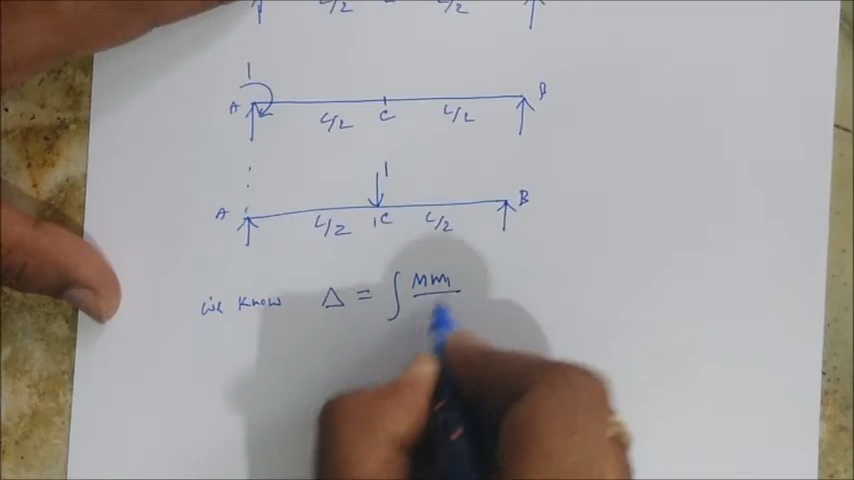 L/2 L/2
1
A B
L/2 C L/2
1
A B
L/2 C L/2
We know Δ = ∫ Mm₁